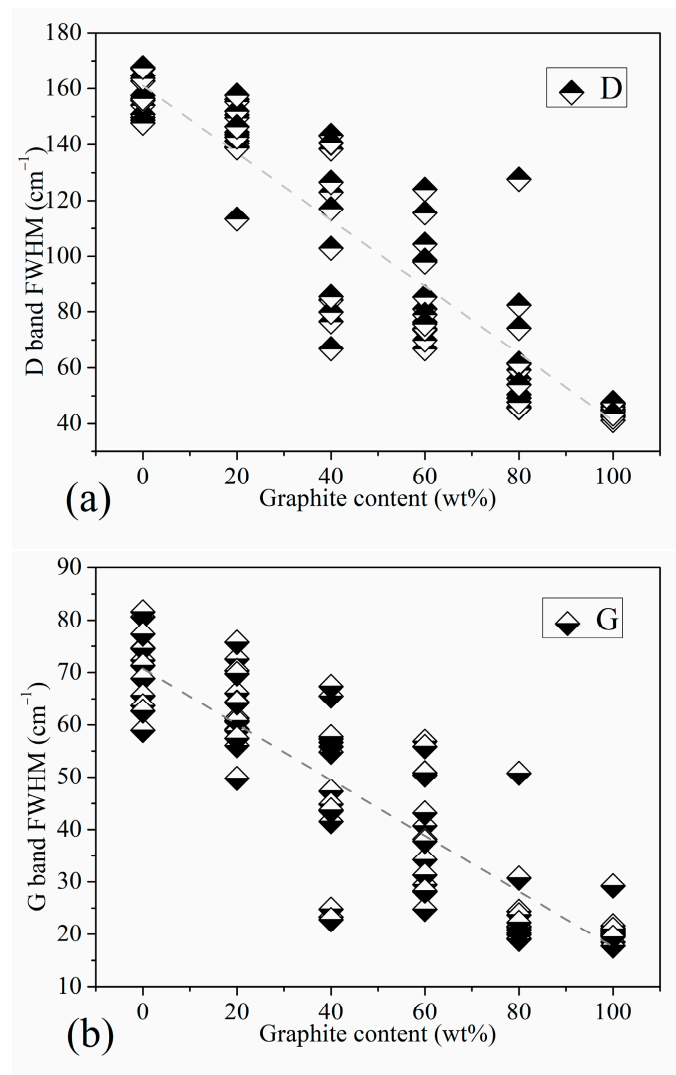 180
160
140
120
100
80
60
40
D band FWHM (cm⁻¹)
D
0 20 40 60 80 100
Graphite content (wt%)
(a)
90
80
70
60
50
40
30
20
10
G band FWHM (cm⁻¹)
G
0 20 40 60 80 100
Graphite content (wt%)
(b)